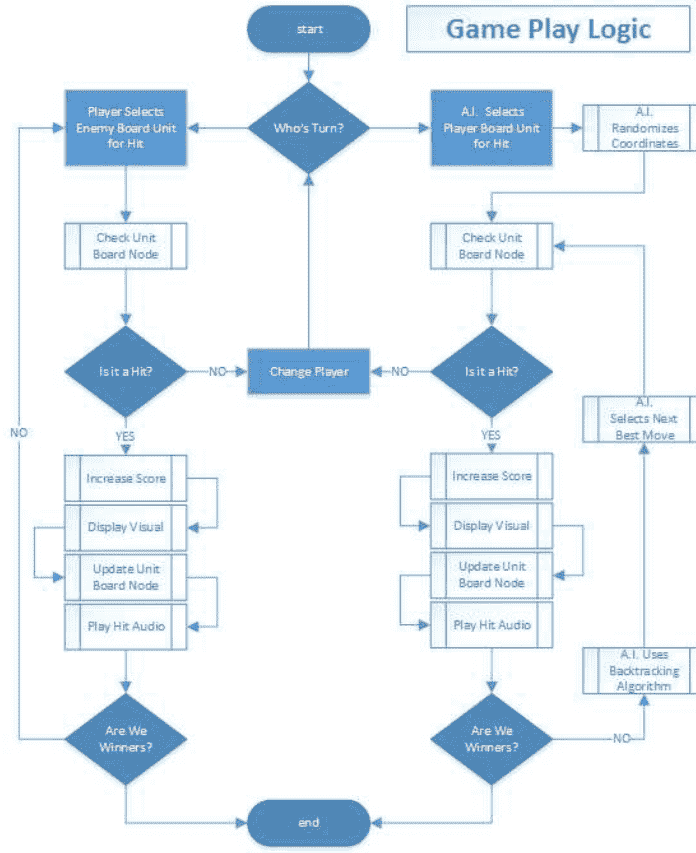 start
Game Play Logic
Player Selects
Enemy Board Unit
for Hit
Who's Turn?
A.I. Selects
Player Board Unit
for Hit
A.I.
Randomizes
Coordinates
Check Unit
Board Node
Check Unit
Board Node
Is it a Hit?
NO
Change Player
NO
Is it a Hit?
A.I.
Selects Next
Best Move
NO
YES
YES
Increase Score
Increase Score
Display Visual
Display Visual
Update Unit
Board Node
Update Unit
Board Node
Play Hit Audio
Play Hit Audio
A.I. Uses
Backtracking
Algorithm
Are We
Winners?
Are We
Winners?
NO
end